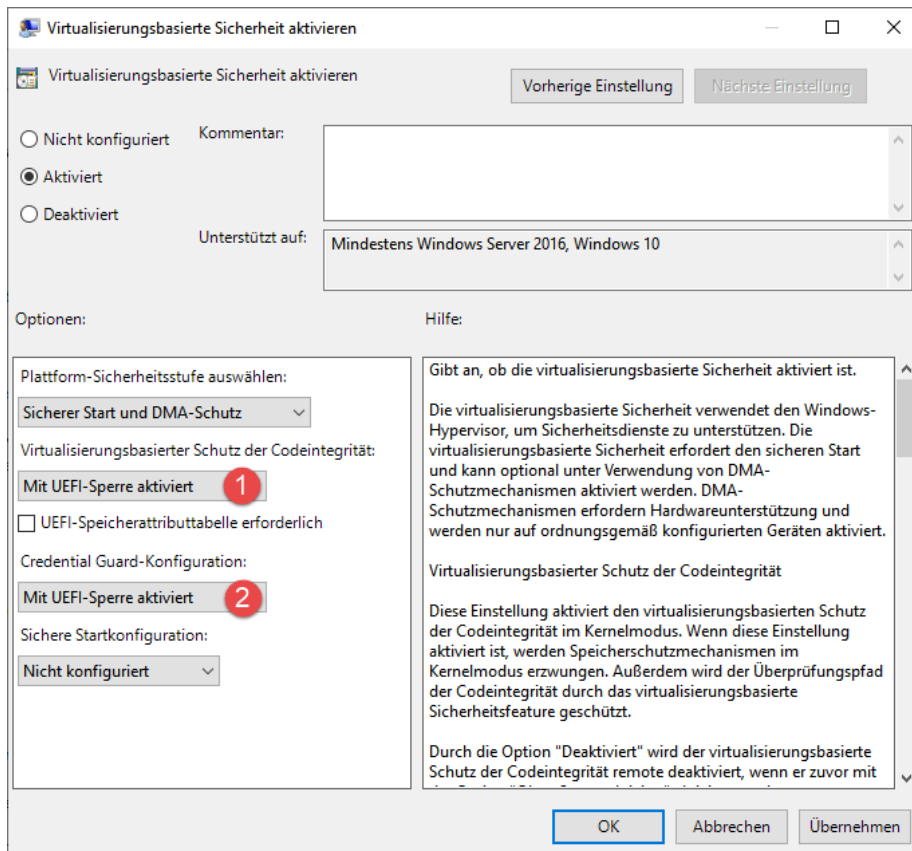 Virtualisierungsbasierte Sicherheit aktivieren
Virtualisierungsbasierte Sicherheit aktivieren
Vorherige Einstellung
Nächste Einstellung
Nicht konfiguriert
Kommentar:
Aktiviert
Deaktiviert
Unterstützt auf:
Mindestens Windows Server 2016, Windows 10
Optionen:
Hilfe:
Plattform-Sicherheitsstufe auswählen:
Sicherer Start und DMA-Schutz
Virtualisierungsbasierter Schutz der Codeintegrität:
Mit UEFI-Sperre aktiviert
1
UEFI-Speicherattributtabelle erforderlich
Credential Guard-Konfiguration:
Mit UEFI-Sperre aktiviert
2
Sichere Startkonfiguration:
Nicht konfiguriert
Gibt an, ob die virtualisierungsbasierte Sicherheit aktiviert ist.
Die virtualisierungsbasierte Sicherheit verwendet den Windows-
Hypervisor, um Sicherheitsdienste zu unterstützen. Die
virtualisierungsbasierte Sicherheit erfordert den sicheren Start
und kann optional unter Verwendung von DMA-
Schutzmechanismen aktiviert werden. DMA-
Schutzmechanismen erfordern Hardwareunterstützung und
werden nur auf ordnungsgemäß konfigurierten Geräten aktiviert.
Virtualisierungsbasierter Schutz der Codeintegrität
Diese Einstellung aktiviert den virtualisierungsbasierten Schutz
der Codeintegrität im Kernelmodus. Wenn diese Einstellung
aktiviert ist, werden Speicherschutzmechanismen im
Kernelmodus erzwungen. Außerdem wird der Überprüfungspfad
der Codeintegrität durch das virtualisierungsbasierte
Sicherheitsfeature geschützt.
Durch die Option "Deaktiviert" wird der virtualisierungsbasierte
Schutz der Codeintegrität remote deaktiviert, wenn er zuvor mit
OK
Abbrechen
Übernehmen